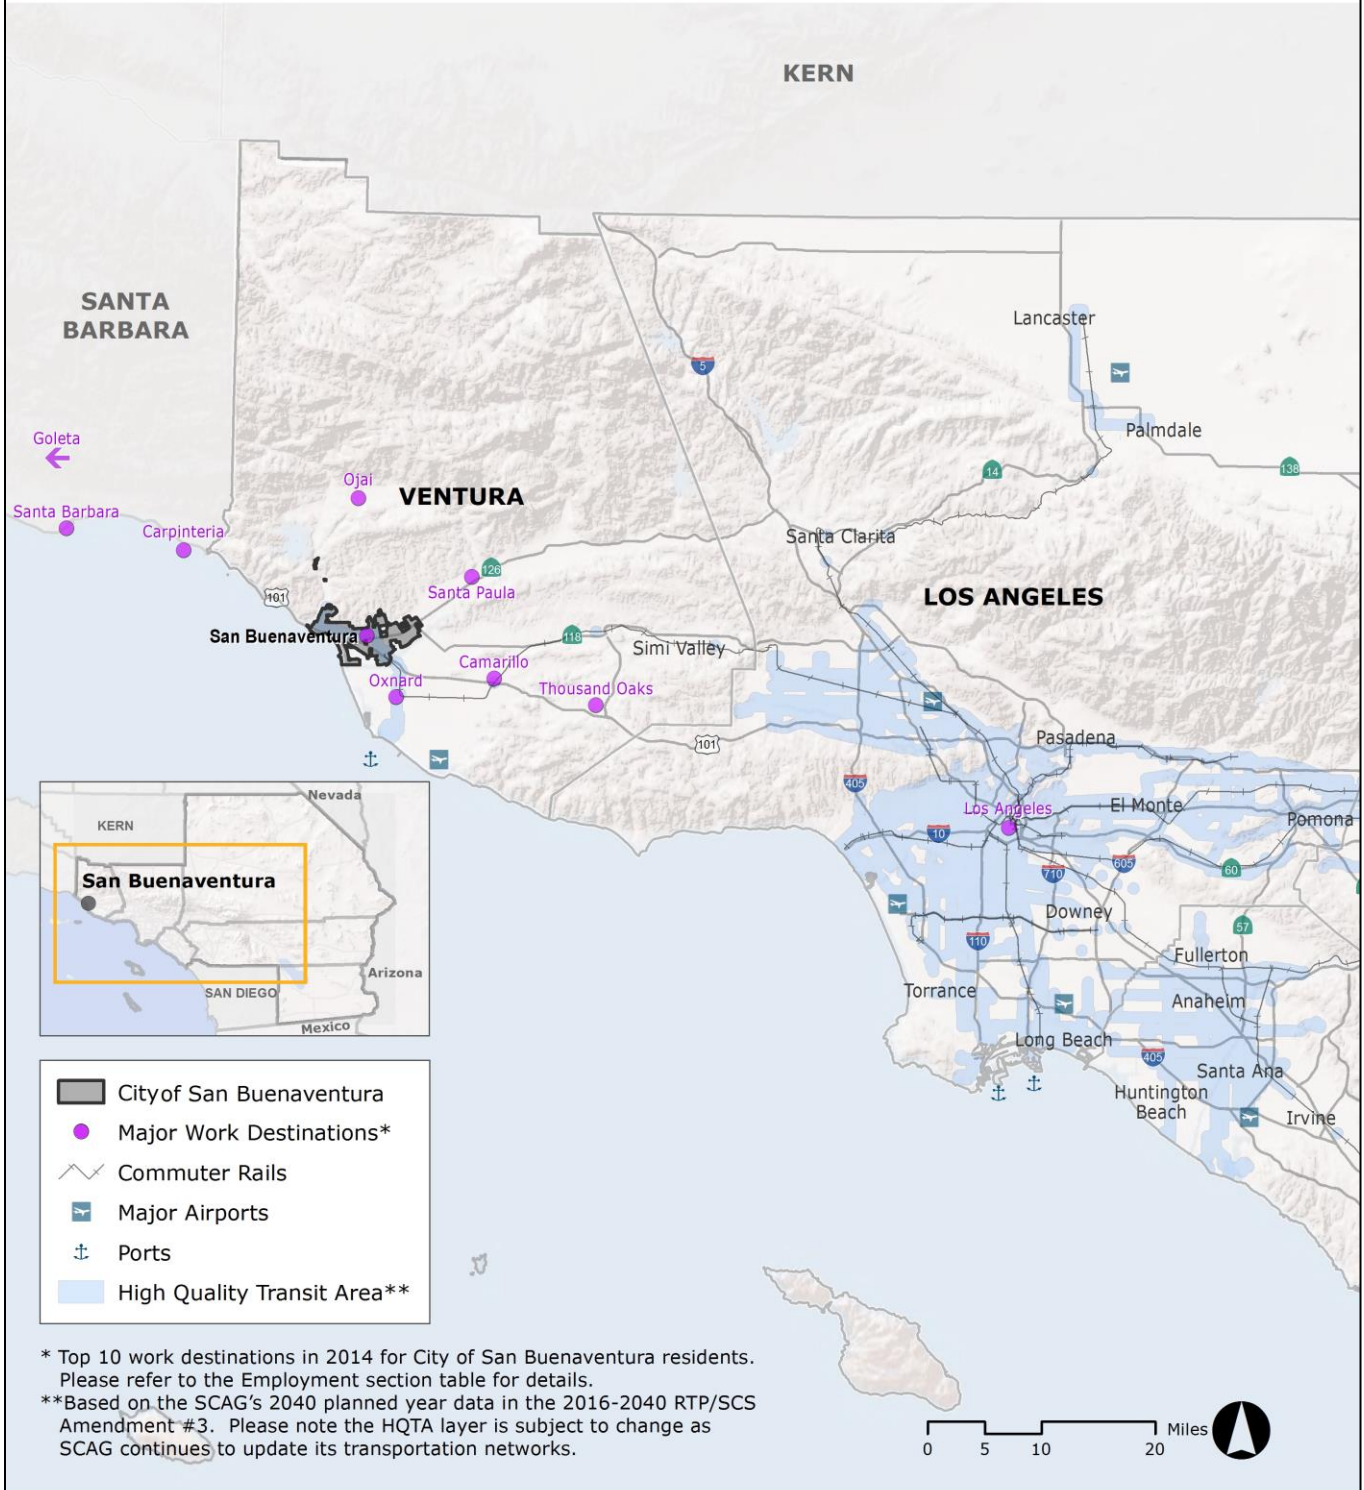 KERN
SANTA
BARBARA
Lancaster
5
Palmdale
Goleta
14
138
Ojai
VENTURA
Santa Barbara
Carpinteria
Santa Clarita
126
Santa Paula
101
LOS ANGELES
San Buenaventura
118
Simi Valley
Camarillo
Oxnard
Thousand Oaks
101
Pasadena
405
Los Angeles
El Monte
10
Pomona
605
710
60
Downey
57
110
Fullerton
Torrance
Anaheim
Long Beach
405
Santa Ana
Huntington
Beach
Irvine
Nevada
KERN
San Buenaventura
Arizona
SAN DIEGO
Mexico
City of San Buenaventura
Major Work Destinations*
Commuter Rails
Major Airports
Ports
High Quality Transit Area**
* Top 10 work destinations in 2014 for City of San Buenaventura residents.
Please refer to the Employment section table for details.
**Based on the SCAG's 2040 planned year data in the 2016-2040 RTP/SCS
Amendment #3. Please note the HQTA layer is subject to change as
SCAG continues to update its transportation networks.
Miles
0 5 10 20